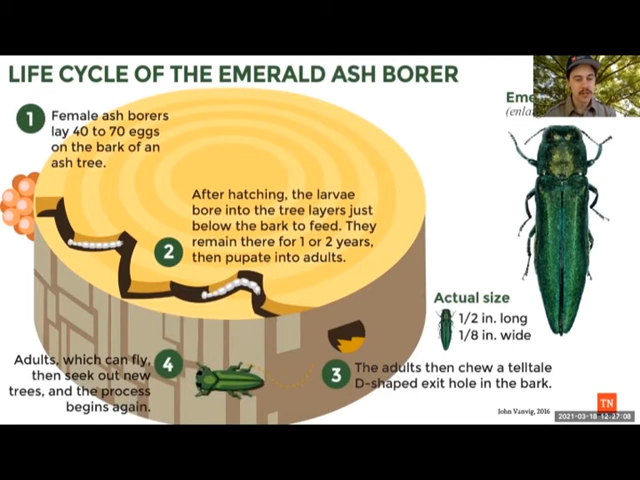 LIFE CYCLE OF THE EMERALD ASH BORER
1
Female ash borers
lay 40 to 70 eggs
on the bark of an
ash tree.
2
After hatching, the larvae
bore into the tree layers just
below the bark to feed. They
remain there for 1 or 2 years,
then pupate into adults.
Actual size
1/2 in. long
1/8 in. wide
3
The adults then chew a telltale
D-shaped exit hole in the bark.
4
Adults, which can fly,
then seek out new
trees, and the process
begins again.
John Vanvig, 2016
TN
2021-03-18 12:27:08